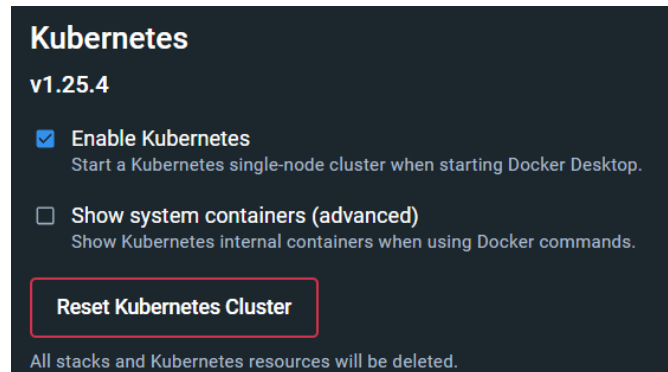 Kubernetes
v1.25.4
Enable Kubernetes
Start a Kubernetes single-node cluster when starting Docker Desktop.
Show system containers (advanced)
Show Kubernetes internal containers when using Docker commands.
Reset Kubernetes Cluster
All stacks and Kubernetes resources will be deleted.